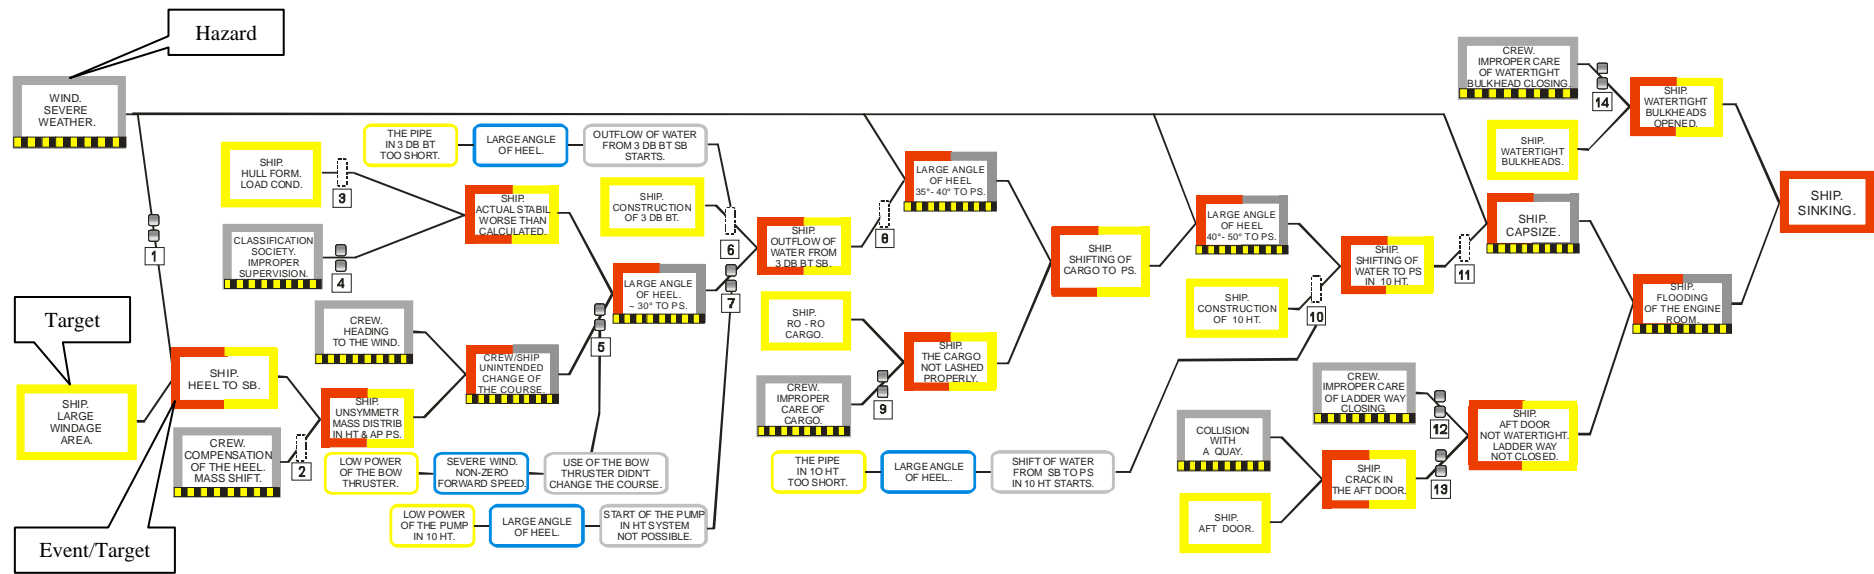 Hazard
WIND.
SEVERE
WEATHER.
1
Target
SHIP.
LARGE
WINDAGE
AREA.
Event/Target
SHIP.
HEEL TO SB.
CREW.
COMPENSATION
OF THE HEEL.
MASS SHIFT.
2
SHIP.
HULL FORM.
LOAD COND.
3
CLASSIFICATION
SOCIETY.
IMPROPER
SUPERVISION.
4
CREW.
HEADING
TO THE WIND.
SHIP.
UNSYMMETR
MASS DISTRIB
IN HT & AP PS.
THE PIPE
IN 3 DB BT
TOO SHORT.
LARGE ANGLE
OF HEEL.
OUTFLOW OF WATER
FROM 3 DB BT SB
STARTS.
SHIP.
ACTUAL STABIL
WORSE THAN
CALCULATED.
CREW/SHIP
UNINTENDED
CHANGE OF
THE COURSE.
LOW POWER
OF THE BOW
THRUSTER.
SEVERE WIND.
NON-ZERO
FORWARD SPEED.
USE OF THE BOW
THRUSTER DIDN'T
CHANGE THE COURSE.
LOW POWER
OF THE PUMP
IN 10 HT.
LARGE ANGLE
OF HEEL.
START OF THE PUMP
IN HT SYSTEM
NOT POSSIBLE.
5
LARGE ANGLE
OF HEEL.
~ 30° TO PS.
SHIP.
CONSTRUCTION
OF 3 DB BT.
6
7
SHIP.
OUTFLOW OF
WATER FROM
3 DB BT SB.
8
SHIP.
RO - RO
CARGO.
CREW.
IMPROPER
CARE OF
CARGO.
9
LARGE ANGLE
OF HEEL
35°- 40° TO PS.
SHIP.
THE CARGO
NOT LASHED
PROPERLY.
THE PIPE
IN 10 HT
TOO SHORT.
LARGE ANGLE
OF HEEL..
SHIFT OF WATER
FROM SB TO PS
IN 10 HT STARTS.
SHIP.
SHIFTING OF
CARGO TO PS.
LARGE ANGLE
OF HEEL
40°- 50° TO PS.
SHIP.
CONSTRUCTION
OF 10 HT.
10
SHIP.
SHIFTING OF
WATER TO PS
IN 10 HT.
11
COLLISION
WITH
A QUAY.
SHIP.
AFT DOOR.
CREW.
IMPROPER CARE
OF LADDER WAY
CLOSING.
12
SHIP.
CRACK IN
THE AFT DOOR.
13
CREW.
IMPROPER CARE
OF WATERTIGHT
BULKHEAD CLOSING.
14
SHIP.
WATERTIGHT
BULKHEADS.
SHIP.
CAPSIZE.
SHIP.
AFT DOOR
NOT WATERTIGHT.
LADDER WAY
NOT CLOSED.
SHIP.
WATERTIGHT
BULKHEADS
OPENED.
SHIP.
FLOODING
OF THE ENGINE
ROOM.
SHIP.
SINKING.